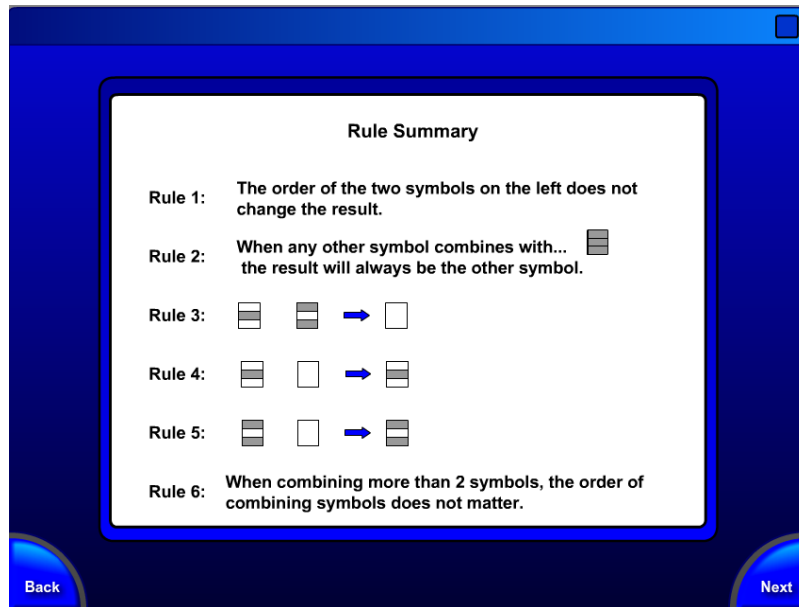 Rule Summary
Rule 1: The order of the two symbols on the left does not
change the result.
Rule 2: When any other symbol combines with...
the result will always be the other symbol.
Rule 3:
Rule 4:
Rule 5:
Rule 6: When combining more than 2 symbols, the order of
combining symbols does not matter.
Back
Next